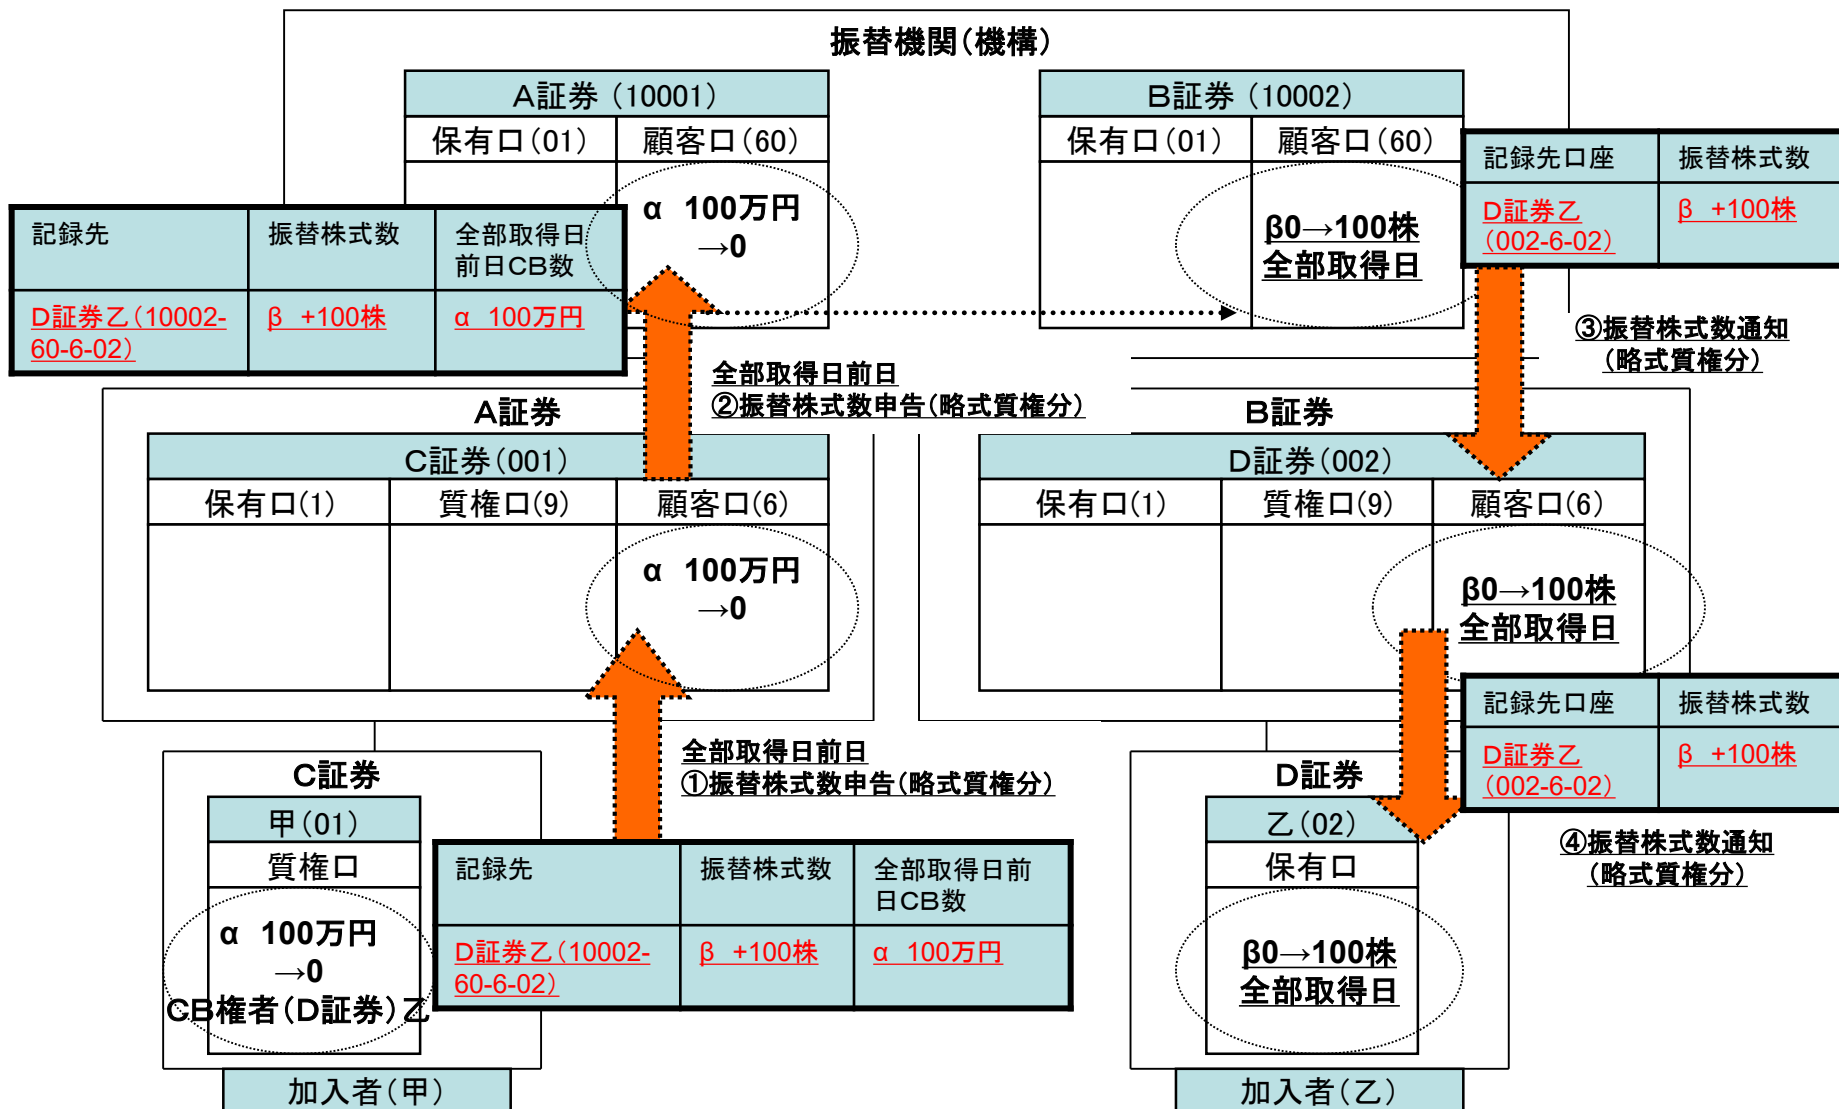 振替機関(機構)
A証券 (10001)
保有口(01)
顧客口(60)
α 100万円
→0
B証券 (10002)
保有口(01)
顧客口(60)
β0→100株
全部取得日
記録先口座
振替株式数
D証券乙
(002-6-02)
β +100株
記録先
振替株式数
全部取得日
前日CB数
D証券乙(10002-
60-6-02)
β +100株
α 100万円
③振替株式数通知
(略式質権分)
全部取得日前日
②振替株式数申告(略式質権分)
A証券
C証券(001)
保有口(1)
質権口(9)
顧客口(6)
α 100万円
→0
B証券
D証券(002)
保有口(1)
質権口(9)
顧客口(6)
β0→100株
全部取得日
記録先口座
振替株式数
D証券乙
(002-6-02)
β +100株
全部取得日前日
①振替株式数申告(略式質権分)
C証券
甲(01)
質権口
α 100万円
→0
CB権者(D証券)乙
加入者(甲)
記録先
振替株式数
全部取得日前
日CB数
D証券乙(10002-
60-6-02)
β +100株
α 100万円
D証券
乙(02)
保有口
β0→100株
全部取得日
加入者(乙)
④振替株式数通知
(略式質権分)